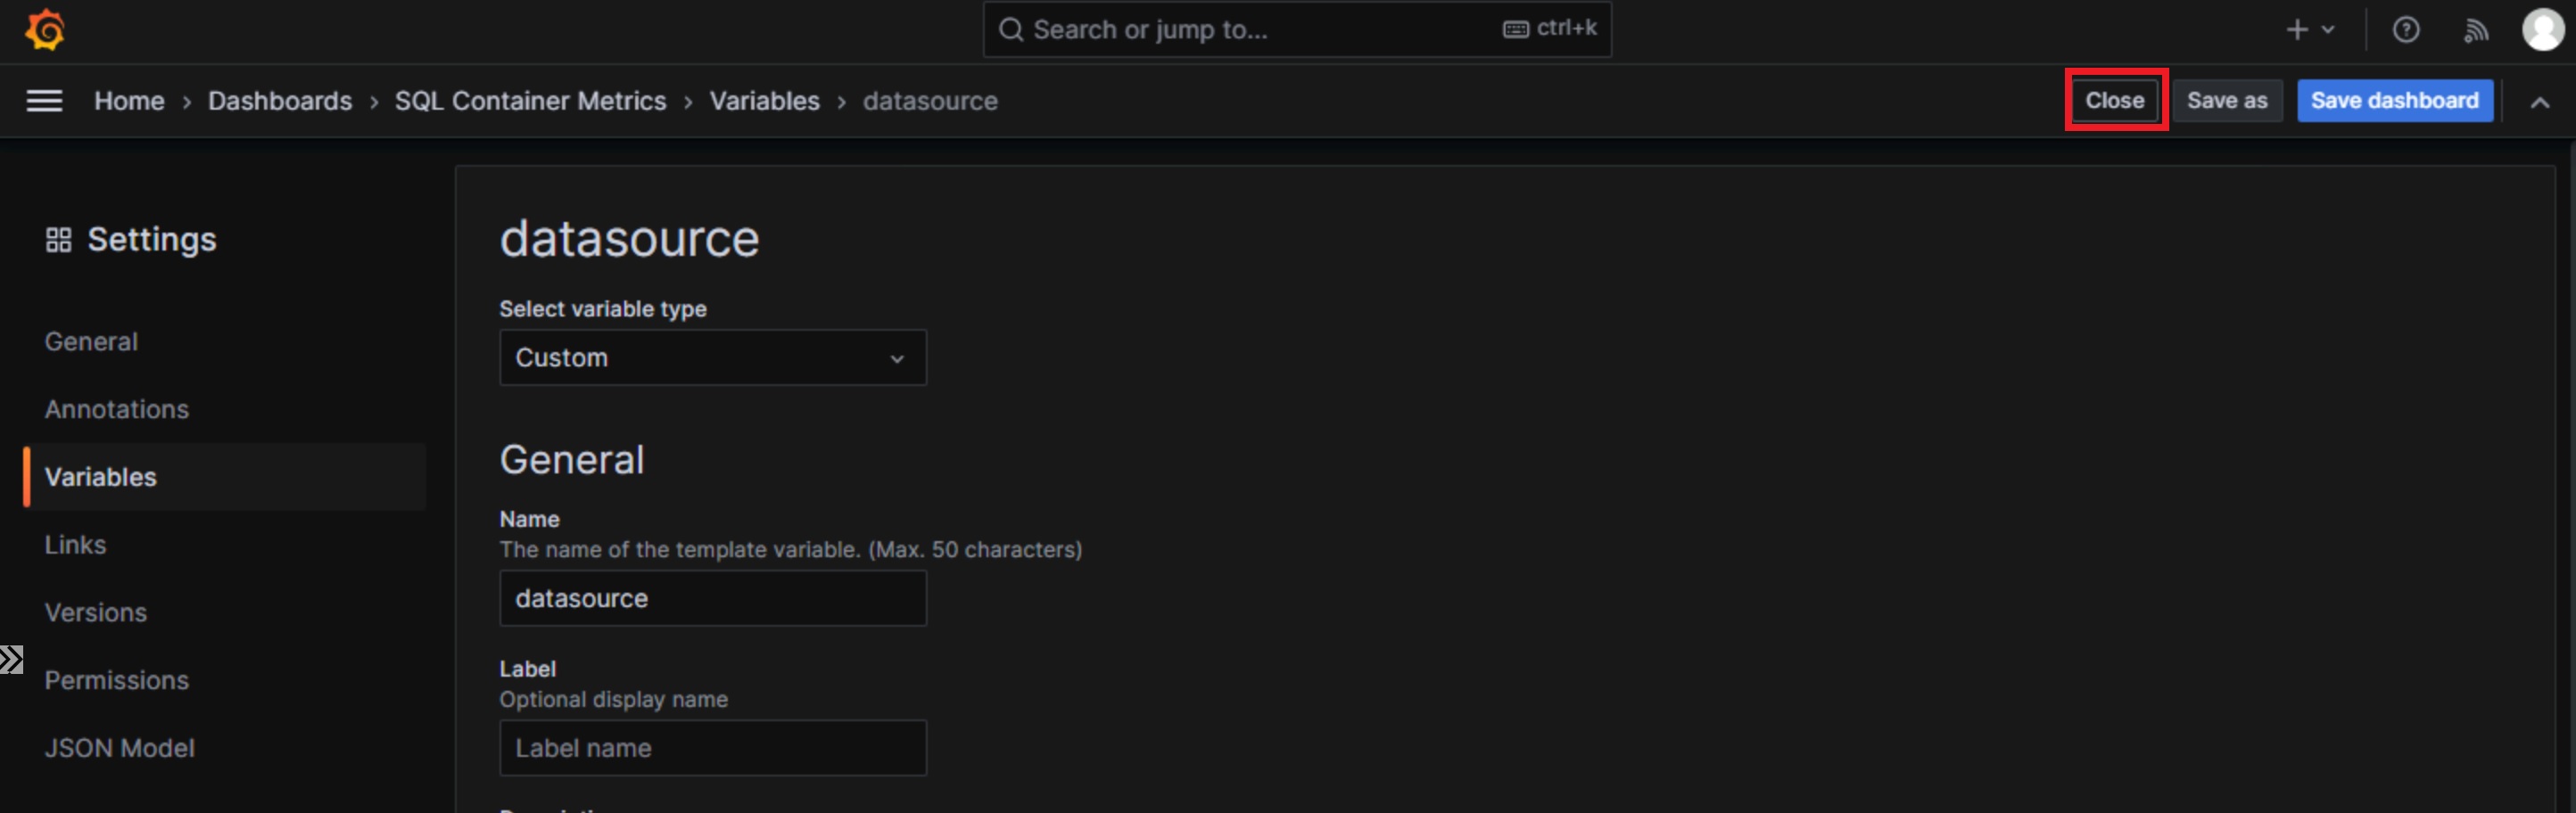 Search or jump to... ctrl+k
Home › Dashboards › SQL Container Metrics › Variables › datasource Close Save as Save dashboard
Settings
General
Annotations
Variables
Links
Versions
Permissions
JSON Model
datasource
Select variable type
Custom
General
Name
The name of the template variable. (Max. 50 characters)
datasource
Label
Optional display name
Label name